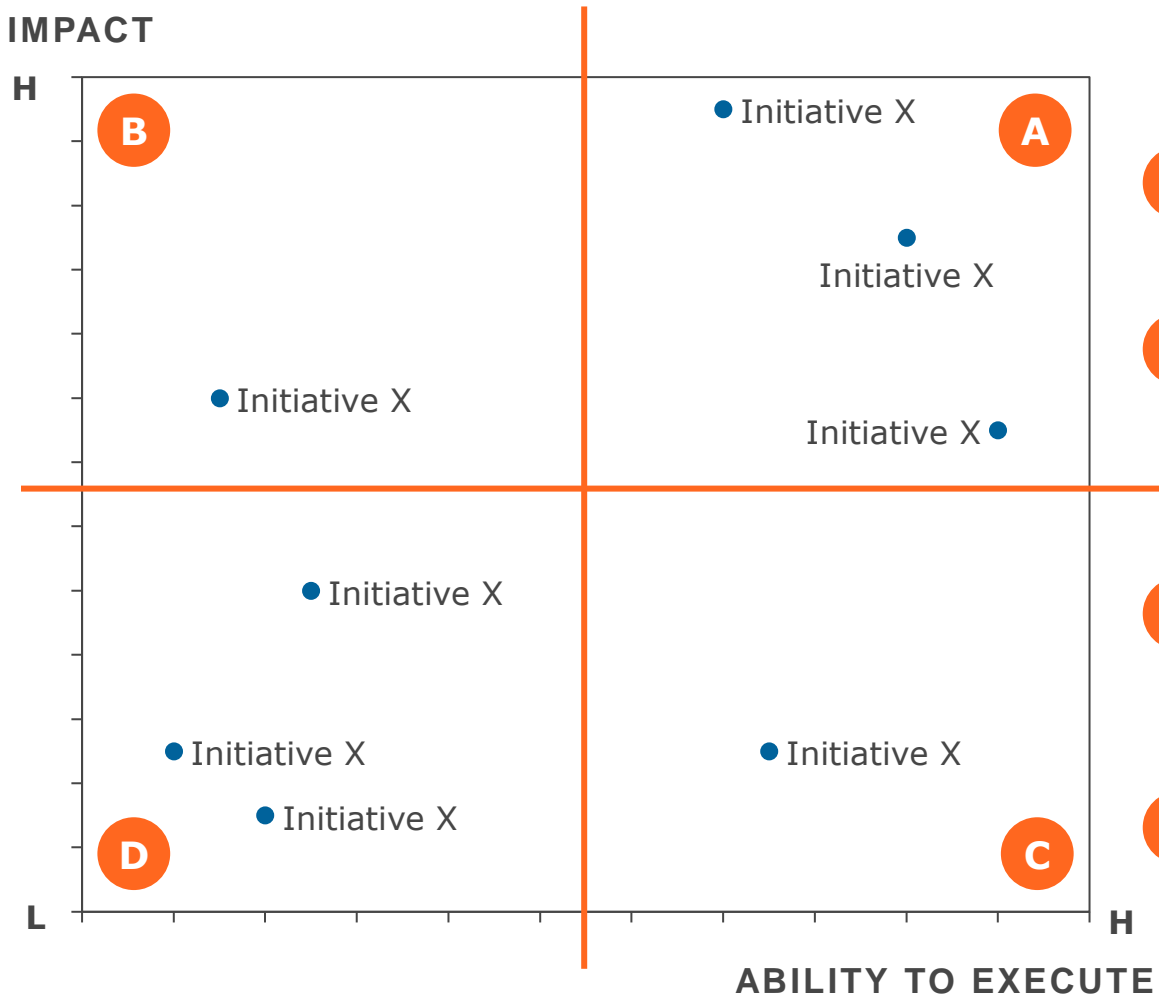 IMPACT
H
B
Initiative X
A
Initiative X
Initiative X
Initiative X
Initiative X
Initiative X
Initiative X
Initiative X
D
C
L
H
ABILITY TO EXECUTE